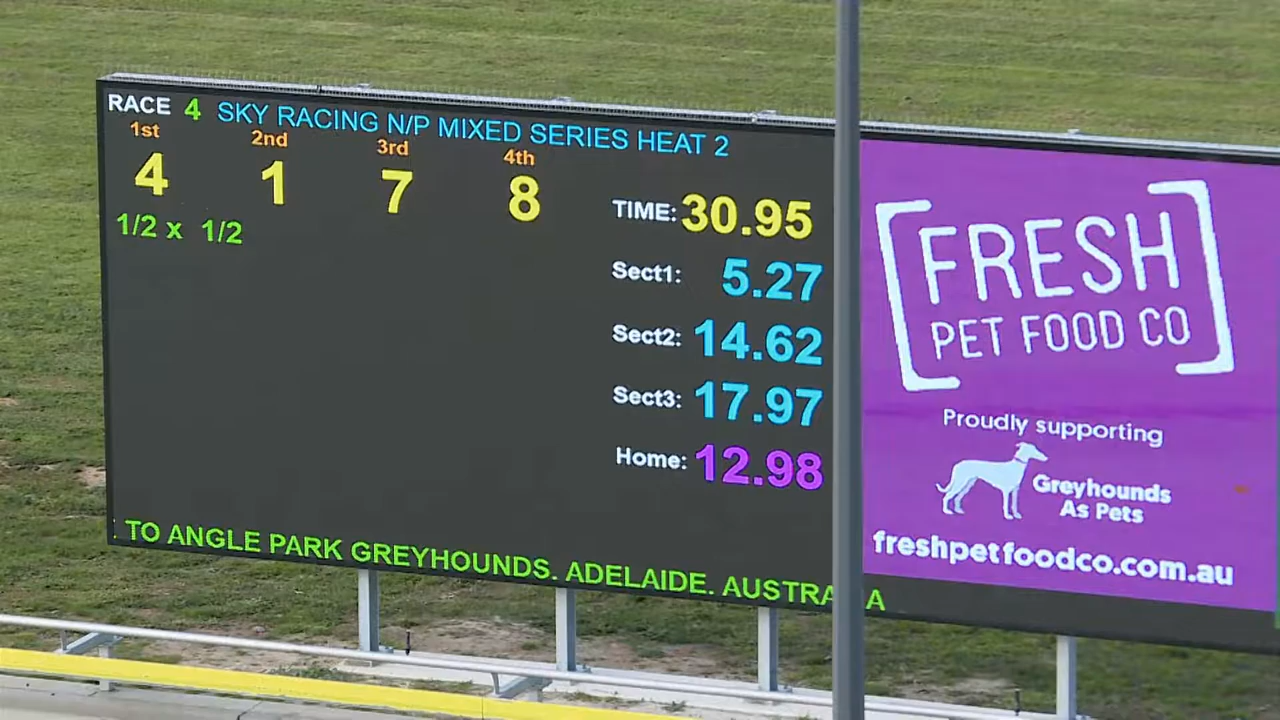 RACE 4 SKY RACING N/P MIXED SERIES HEAT 2
1st 2nd 3rd 4th
4 1 7 8
1/2 x 1/2
TIME: 30.95
Sect1: 5.27
Sect2: 14.62
Sect3: 17.97
Home: 12.98
TO ANGLE PARK GREYHOUNDS. ADELAIDE. AUSTRALIA
FRESH
PET FOOD CO
Proudly supporting
Greyhounds
As Pets
freshpetfoodco.com.au